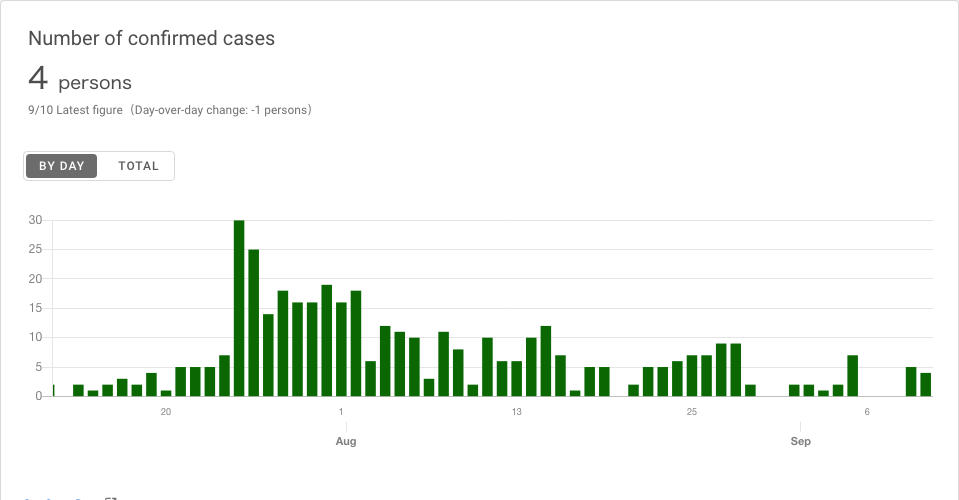 Number of confirmed cases
4 persons
9/10 Latest figure（Day-over-day change: -1 persons）
BY DAY TOTAL
30
25
20
15
10
5
0
20 1 13 25 6
Aug Sep